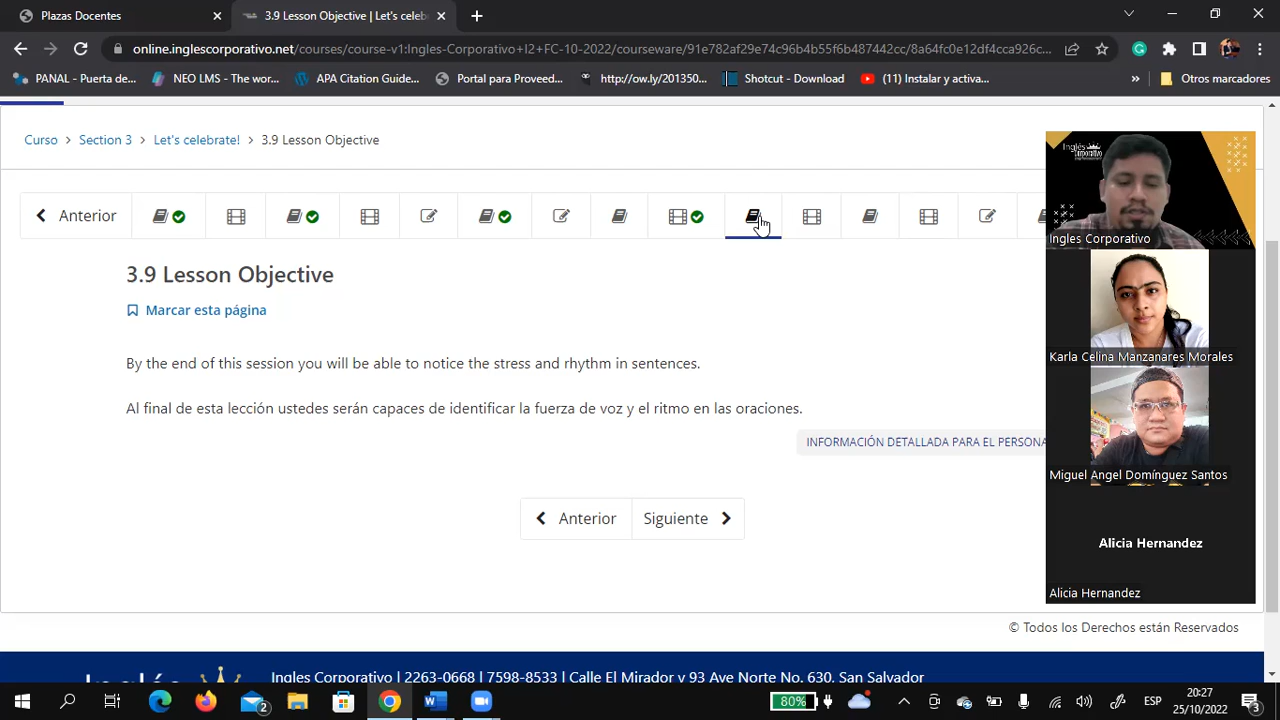 Plazas Docentes
3.9 Lesson Objective | Let's celeb
online.inglescorporativo.net/courses/course-v1:Ingles-Corporativo+I2+FC-10-2022/courseware/91e782af29e74c96b4b55f6b487442cc/8a64fc0e12df4cca926c...
PANAL - Puerta de... NEO LMS - The wor... APA Citation Guide... Portal para Proveed... http://ow.ly/201350... Shotcut - Download (11) Instalar y activa... » Otros marcadores
Curso > Section 3 > Let's celebrate! > 3.9 Lesson Objective
Anterior
Inglés
Corporativo
Ingles Corporativo
3.9 Lesson Objective
Marcar esta página
Karla Celina Manzanares Morales
By the end of this session you will be able to notice the stress and rhythm in sentences.
Al final de esta lección ustedes serán capaces de identificar la fuerza de voz y el ritmo en las oraciones.
INFORMACIÓN DETALLADA PARA EL PERSONA
Miguel Angel Domínguez Santos
Anterior Siguiente
Alicia Hernandez
Alicia Hernandez
© Todos los Derechos están Reservados
Inglés
Ingles Corporativo | 2263-0668 | 7598-8533 | Calle El Mirador y 93 Ave Norte No. 630, San Salvador
2
80%
ESP
20:27
25/10/2022
3